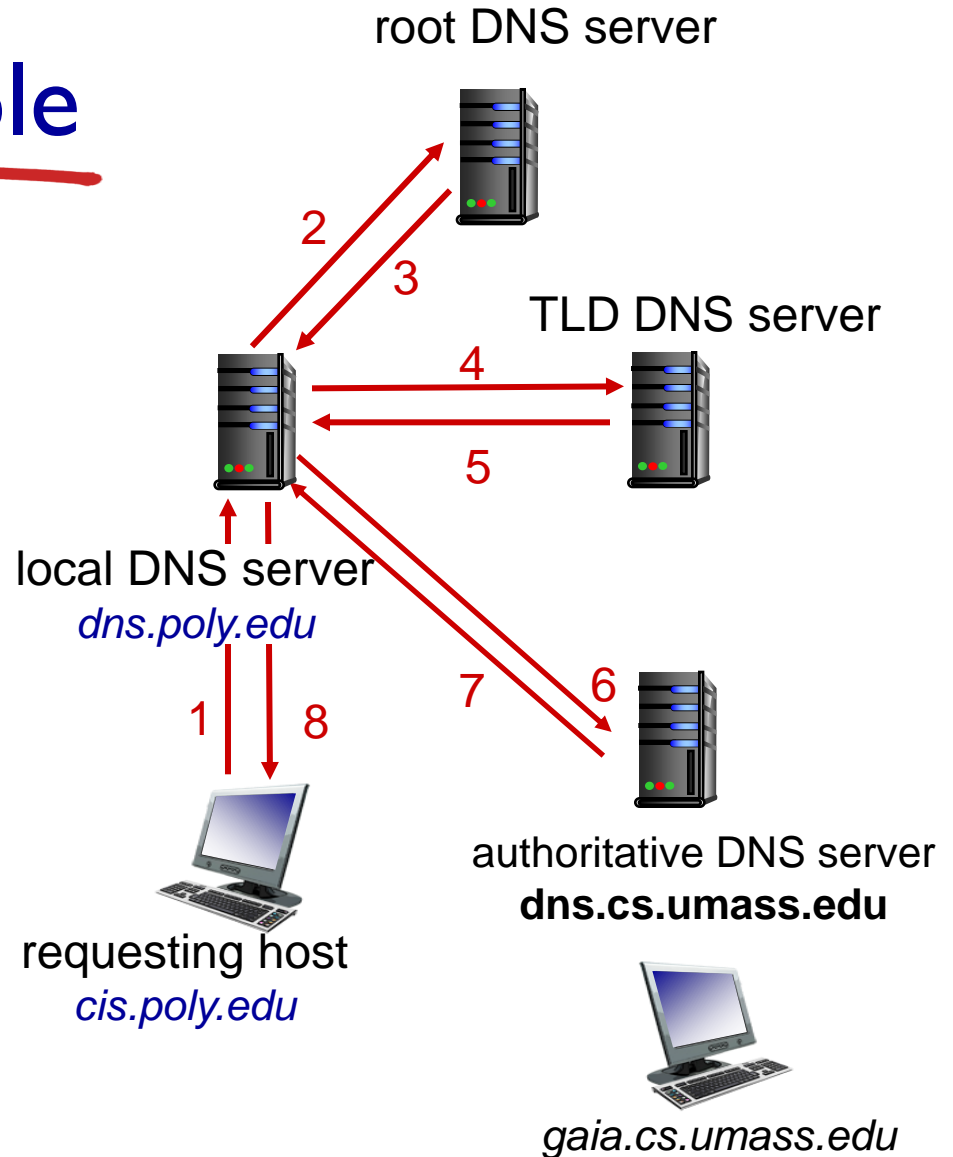 root DNS server
2
3
TLD DNS server
4
5
local DNS server
dns.poly.edu
1
8
7
6
authoritative DNS server
dns.cs.umass.edu
requesting host
cis.poly.edu
gaia.cs.umass.edu